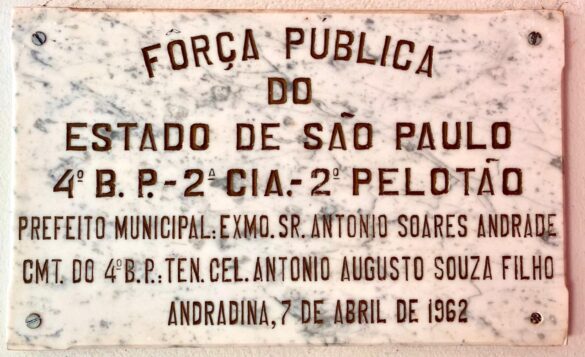 FORÇA PÚBLICA
DO
ESTADO DE SÃO PAULO
4º B. P. - 2ª CIA. - 2º PELOTÃO
PREFEITO MUNICIPAL: EXMO. SR. ANTONIO SOARES ANDRADE
CMT. DO 4º B.P.: TEN. CEL. ANTONIO AUGUSTO SOUZA FILHO
ANDRADINA, 7 DE ABRIL DE 1962